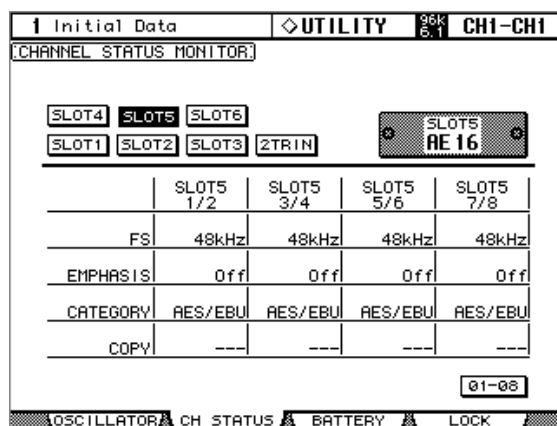 1 Initial Data ◇UTILITY 96k 6.1 CH1-CH1
CHANNEL STATUS MONITOR
SLOT4 SLOT5 SLOT6
SLOT1 SLOT2 SLOT3 2TRIN
SLOT5
AE16
SLOT5 1/2 SLOT5 3/4 SLOT5 5/6 SLOT5 7/8
FS 48kHz 48kHz 48kHz 48kHz
EMPHASIS Off Off Off Off
CATEGORY AES/EBU AES/EBU AES/EBU AES/EBU
COPY --- --- --- ---
01-08
OSCILLATOR CH STATUS BATTERY LOCK